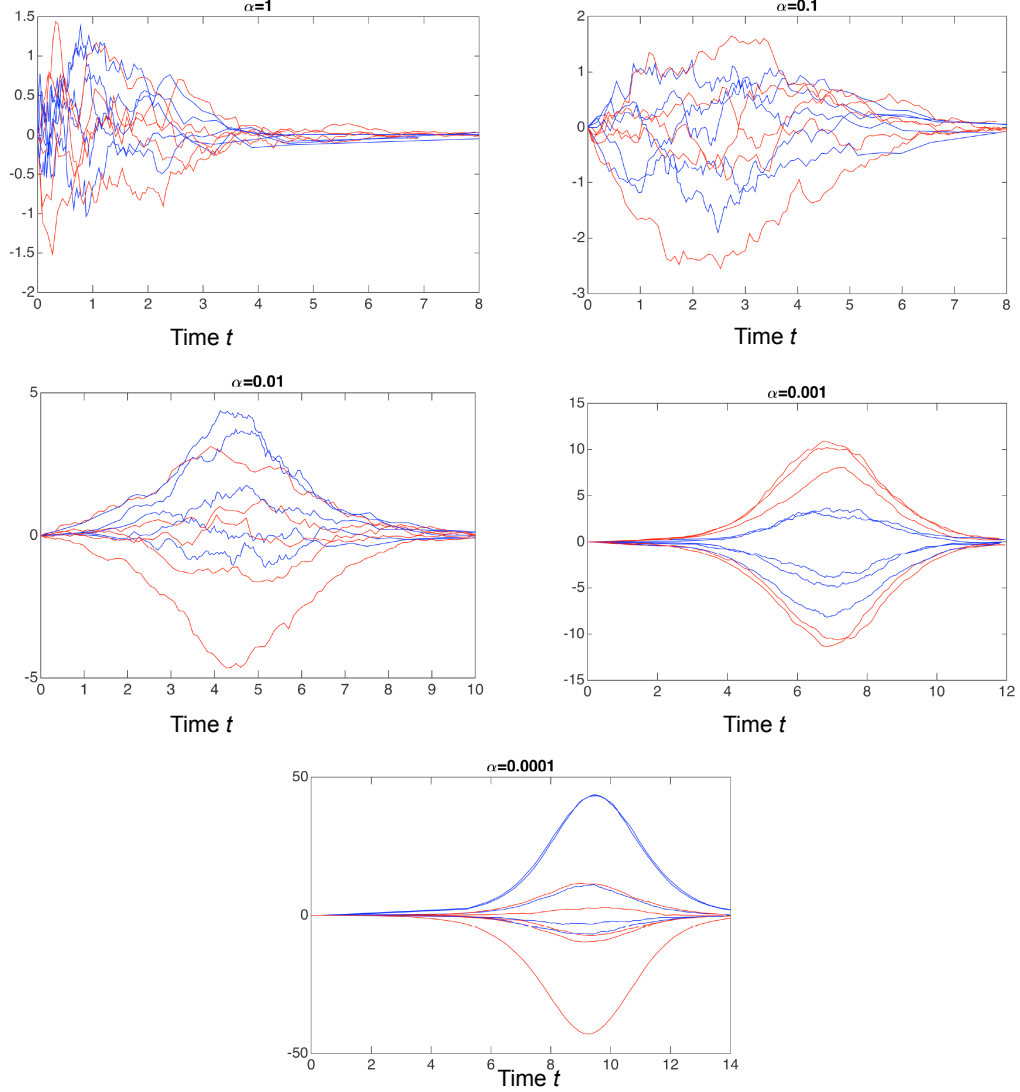 α=1
1.5
1
0.5
0
-0.5
-1
-1.5
-2
0 1 2 3 4 5 6 7 8
Time t
α=0.1
2
1
0
-1
-2
-3
0 1 2 3 4 5 6 7 8
Time t
α=0.01
5
0
-5
0 1 2 3 4 5 6 7 8 9 10
Time t
α=0.001
15
10
5
0
-5
-10
-15
0 2 4 6 8 10 12
Time t
α=0.0001
50
0
-50
0 2 4 6 8 10 12 14
Time t